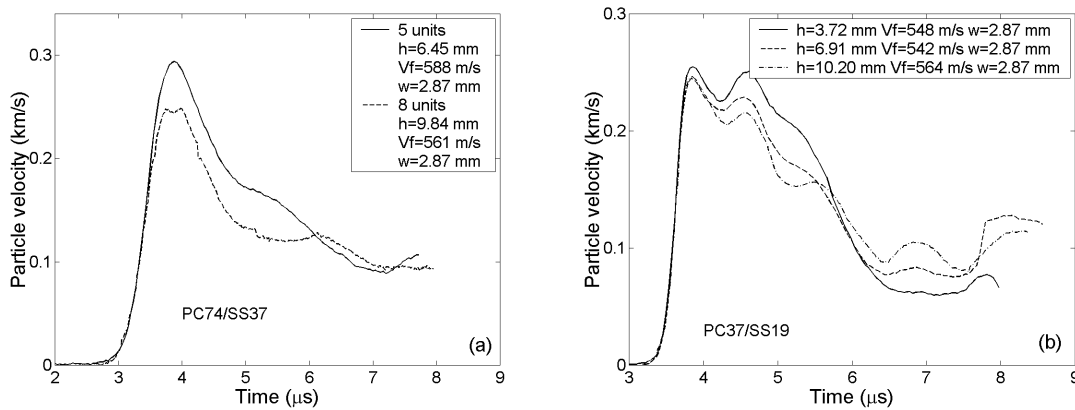 5 units
h=6.45 mm
Vf=588 m/s
w=2.87 mm
8 units
h=9.84 mm
Vf=561 m/s
w=2.87 mm
0.3
0.2
0.1
0
Particle velocity (km/s)
PC74/SS37
(a)
2 3 4 5 6 7 8 9
Time (μs)
h=3.72 mm Vf=548 m/s w=2.87 mm
h=6.91 mm Vf=542 m/s w=2.87 mm
h=10.20 mm Vf=564 m/s w=2.87 mm
0.3
0.2
0.1
0
Particle velocity (km/s)
PC37/SS19
(b)
3 4 5 6 7 8 9
Time (μs)